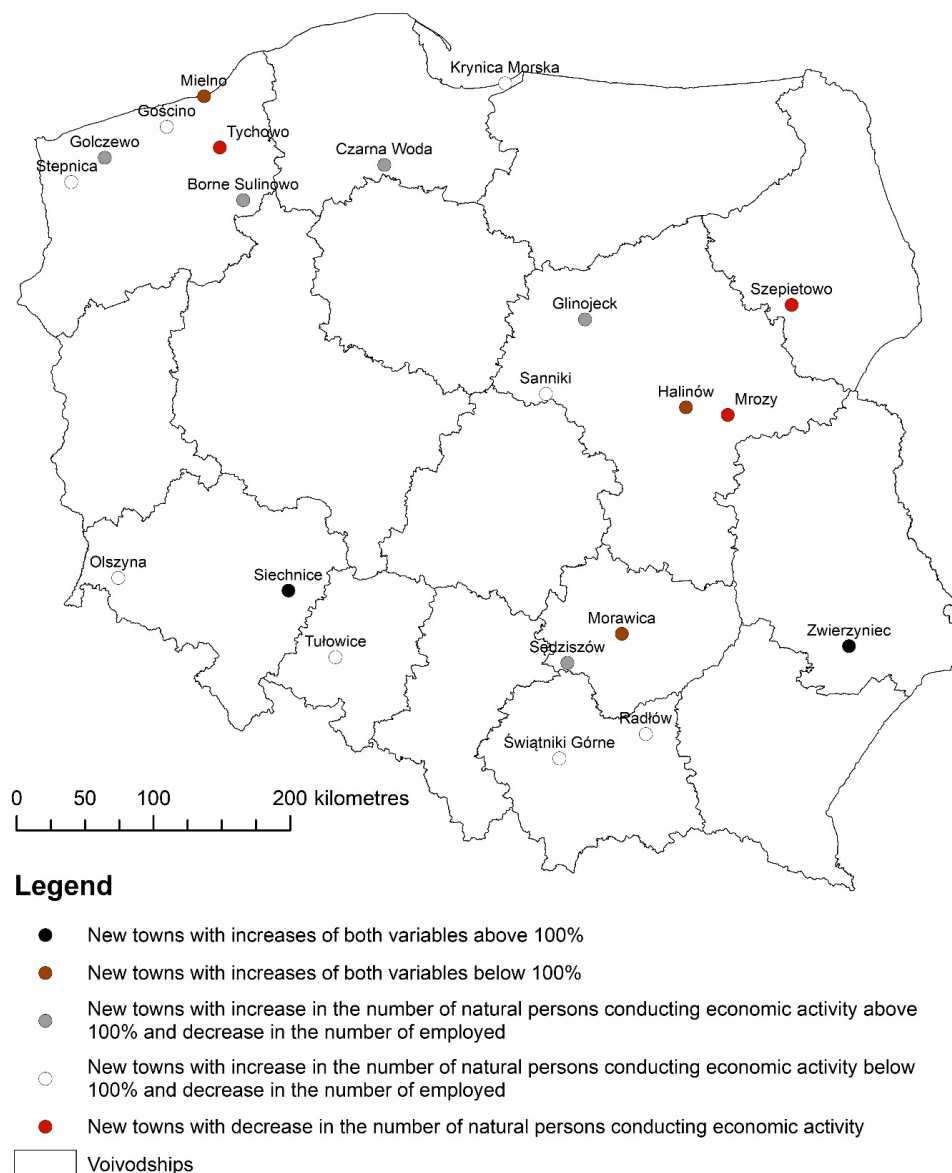 Krynica Morska
Mielno
Gościno
Tychowo
Golczewo
Czarna Woda
Stepnica
Borne Sulinowo
Szepietowo
Glinojeck
Sanniki
Halinów
Mrozy
Olszyna
Siechnice
Morawica
Zwierzyniec
Tułowice
Sędziszów
Radłów
Świątniki Górne
0 50 100 200 kilometres
Legend
New towns with increases of both variables above 100%
New towns with increases of both variables below 100%
New towns with increase in the number of natural persons conducting economic activity above
100% and decrease in the number of employed
New towns with increase in the number of natural persons conducting economic activity below
100% and decrease in the number of employed
New towns with decrease in the number of natural persons conducting economic activity
Voivodships